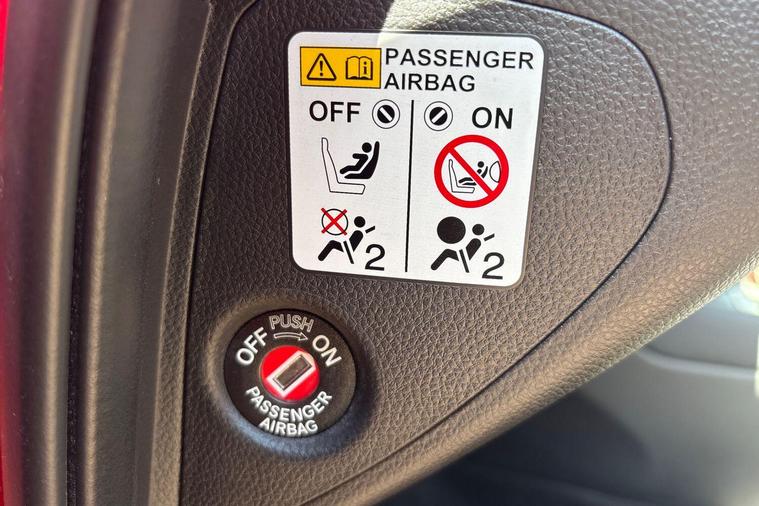 PASSENGER
AIRBAG
OFF ON
2 2
PUSH
OFF ON
PASSENGER
AIRBAG